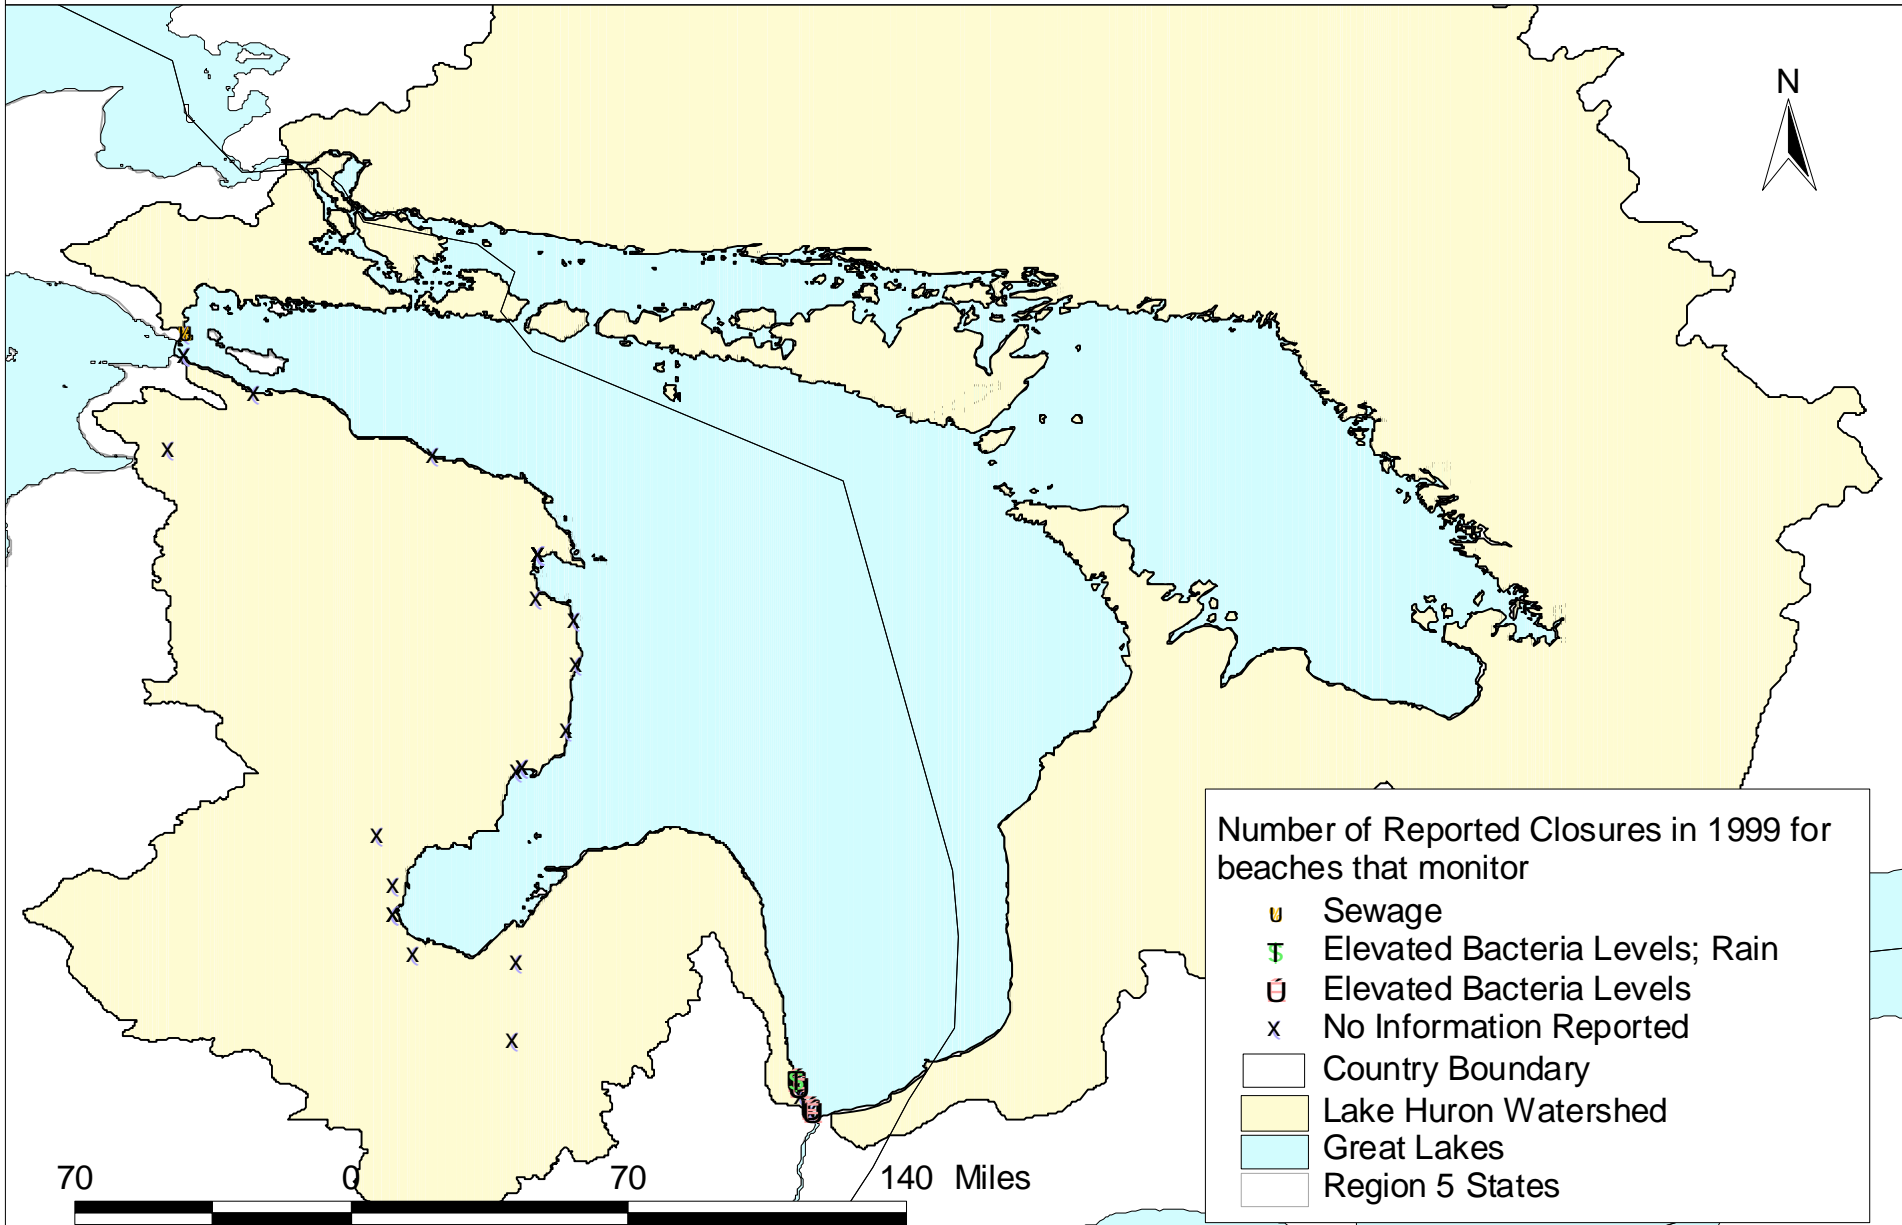 N
Number of Reported Closures in 1999 for
beaches that monitor
Sewage
Elevated Bacteria Levels; Rain
Elevated Bacteria Levels
No Information Reported
Country Boundary
Lake Huron Watershed
Great Lakes
Region 5 States
70 0 70 140 Miles